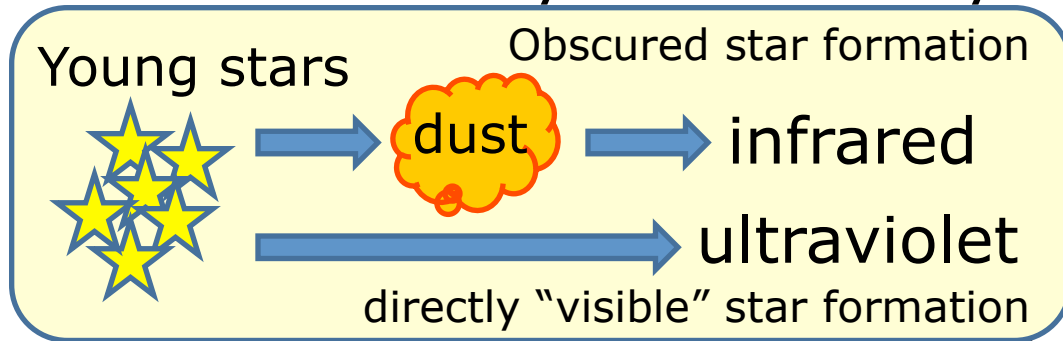 Obscured star formation
Young stars
dust
infrared
ultraviolet
directly “visible” star formation